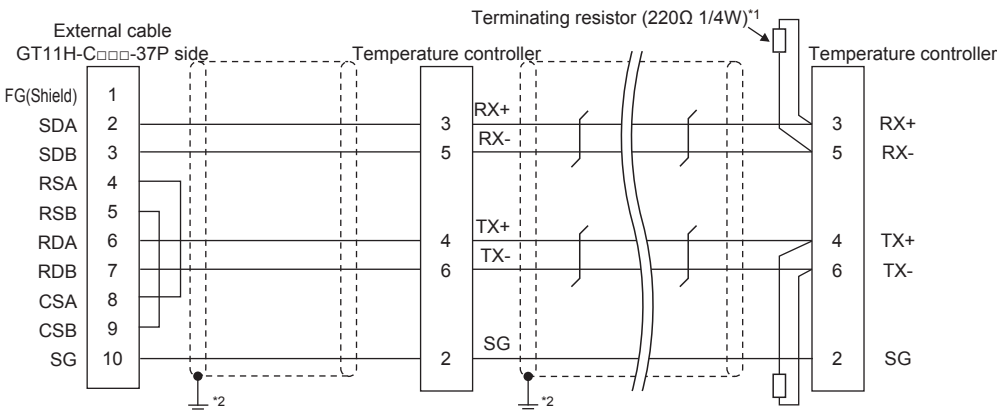 Terminating resistor (220Ω 1/4W)*1
External cable
GT11H-C□□□-37P side
Temperature controller
Temperature controller
FG(Shield) 1
SDA 2 3 RX+ 3 RX+
SDB 3 5 RX- 5 RX-
RSA 4
RSB 5
RDA 6 4 TX+ 4 TX+
RDB 7 6 TX- 6 TX-
CSA 8
CSB 9
SG 10 2 SG 2 SG
*2 *2